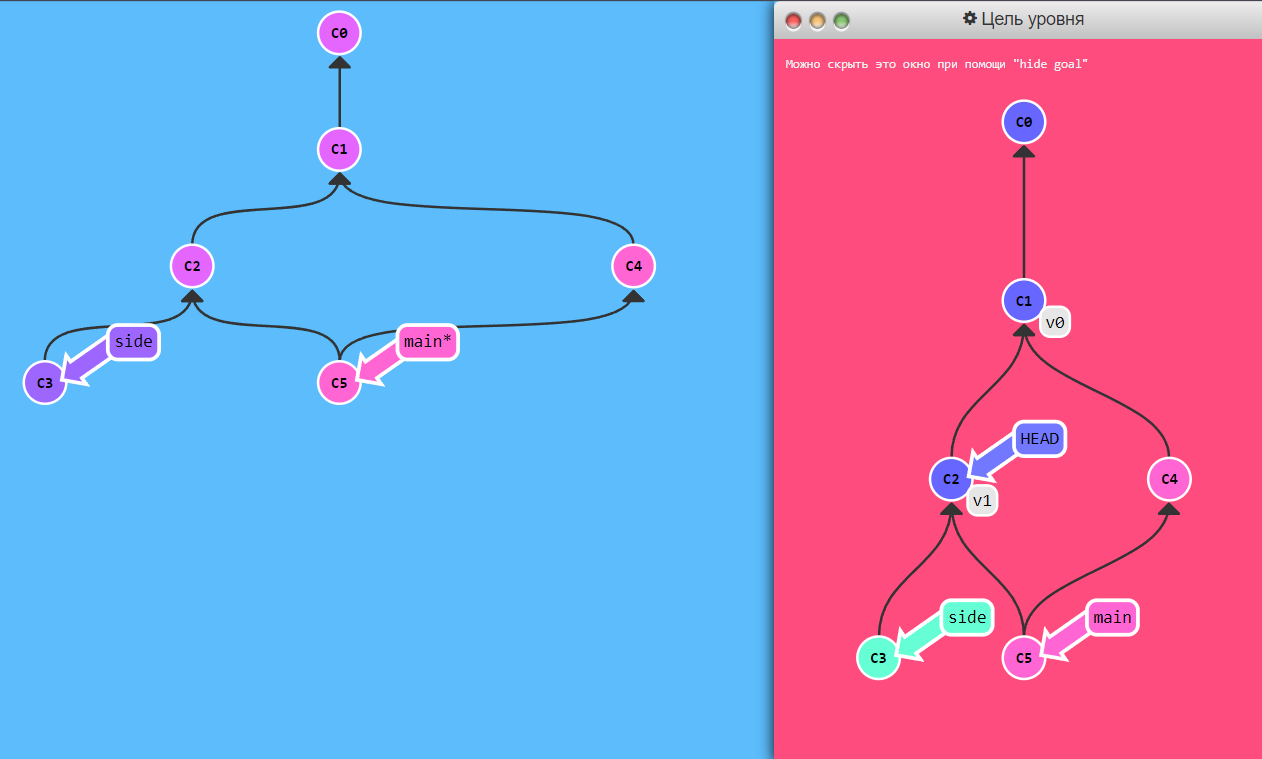 C0
C1
C2
C4
side
main*
C3
C5
Цель уровня
Можно скрыть это окно при помощи "hide goal"
C0
C1
v0
HEAD
C2
v1
C4
side
main
C3
C5